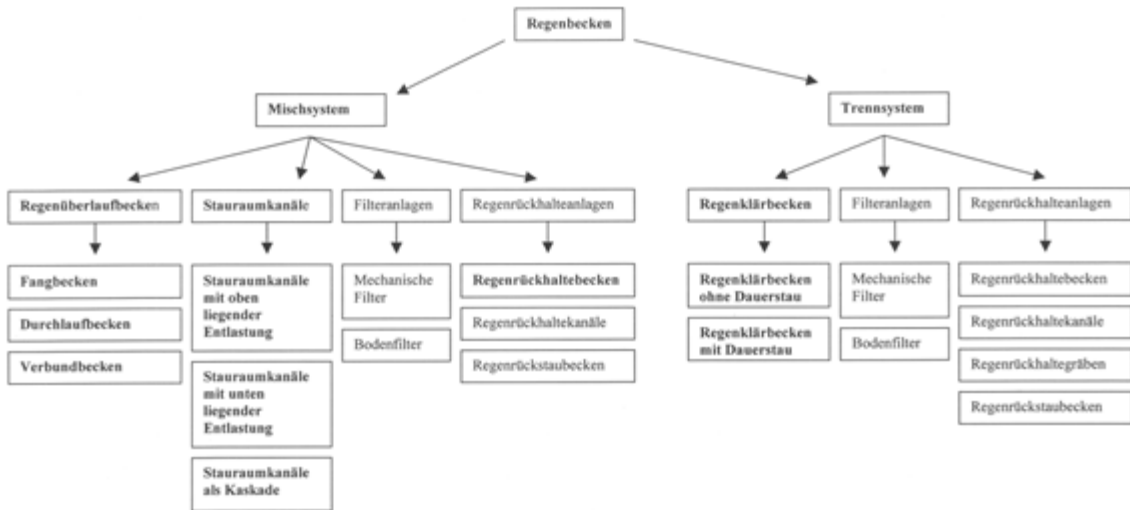 Regenbecken
Mischsystem
Trennsystem
Regenüberlaufbecken
Stauraumkanäle
Filteranlagen
Regenrückhalteanlagen
Regenklärbecken
Filteranlagen
Regenrückhalteanlagen
Fangbecken
Durchlaufbecken
Verbundbecken
Stauraumkanäle
mit oben
liegender
Entlastung
Stauraumkanäle
mit unten
liegender
Entlastung
Stauraumkanäle
als Kaskade
Mechanische
Filter
Bodenfilter
Regenrückhaltebecken
Regenrückhaltekanäle
Regenrückstaubecken
Regenklärbecken
ohne Dauerstau
Regenklärbecken
mit Dauerstau
Mechanische
Filter
Bodenfilter
Regenrückhaltebecken
Regenrückhaltekanäle
Regenrückhaltegräben
Regenrückstaubecken